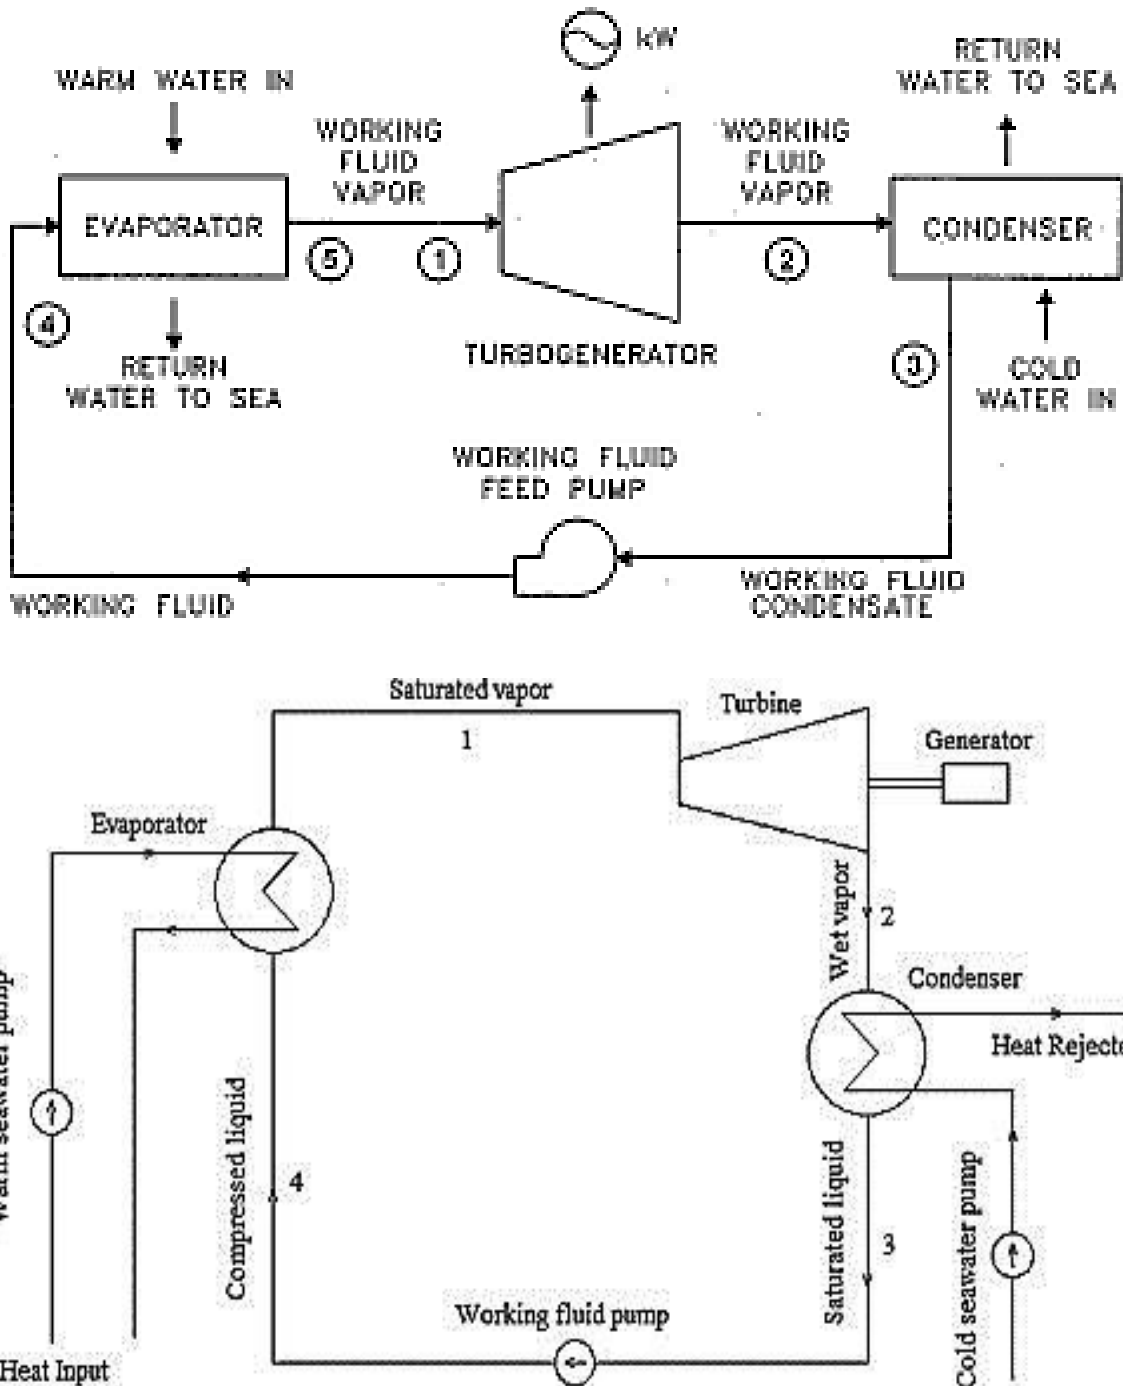 kW
RETURN
WATER TO SEA
WARM WATER IN
WORKING
FLUID
VAPOR
WORKING
FLUID
VAPOR
EVAPORATOR
CONDENSER
5
1
2
4
3
TURBOGENERATOR
RETURN
WATER TO SEA
COLD
WATER IN
WORKING FLUID
FEED PUMP
WORKING FLUID
WORKING FLUID
CONDENSATE
Saturated vapor
1
Turbine
Generator
Evaporator
Wet vapor
2
Condenser
Heat Rejecte
Warm seawater pump
Compressed liquid
4
Saturated liquid
3
Cold seawater pump
Working fluid pump
Heat Input